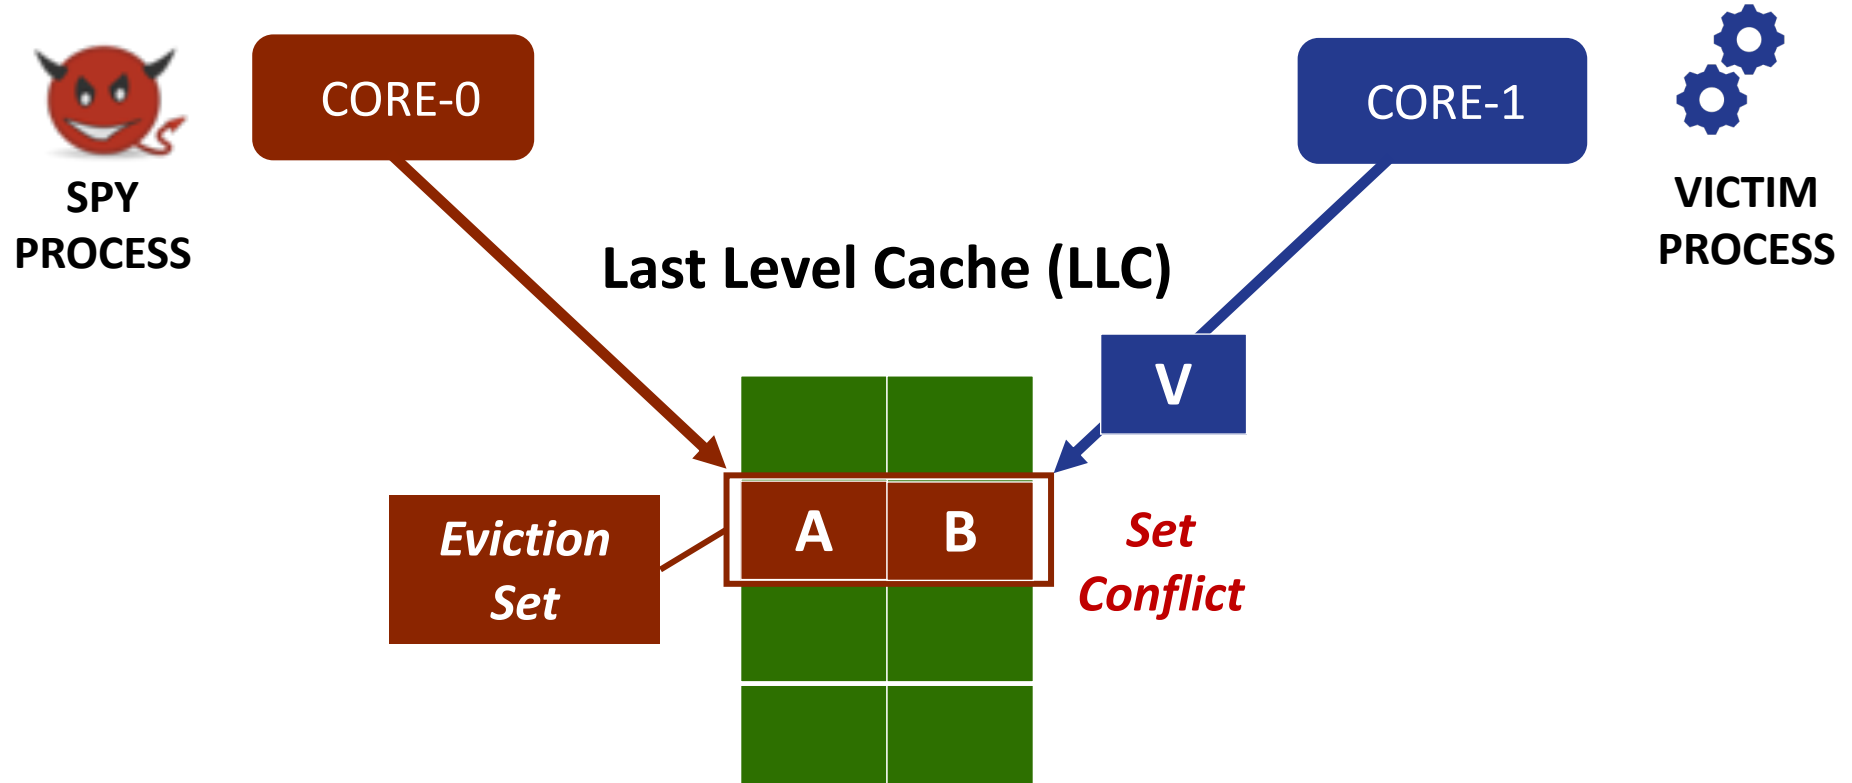 CORE-0
CORE-1
SPY
PROCESS
VICTIM
PROCESS
Last Level Cache (LLC)
V
A
B
Eviction
Set
Set
Conflict